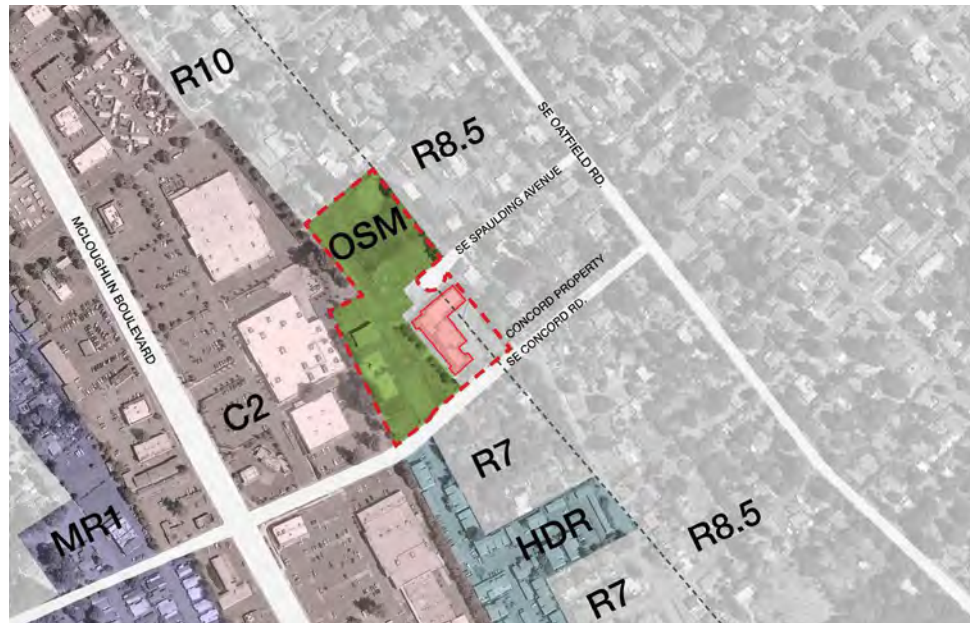 R10
R8.5
SE OATFIELD RD.
OSM
SE SPAULDING AVENUE
MCLOUGHLIN BOULEVARD
CONCORD PROPERTY
SE CONCORD RD.
C2
R7
MR1
HDR
R8.5
R7